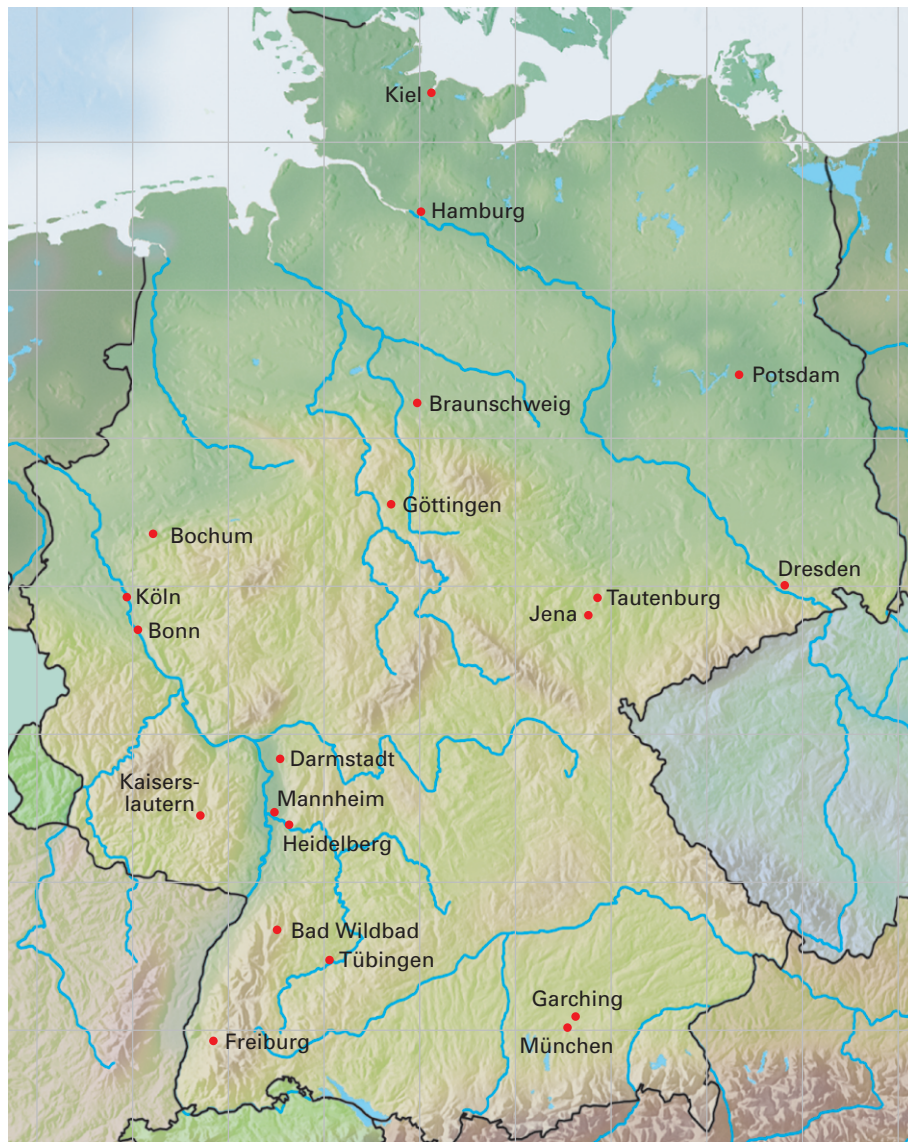 Kiel
Hamburg
Potsdam
Braunschweig
Göttingen
Bochum
Dresden
Köln
Tautenburg
Jena
Bonn
Darmstadt
Kaisers-
lautern
Mannheim
Heidelberg
Bad Wildbad
Tübingen
Garching
München
Freiburg